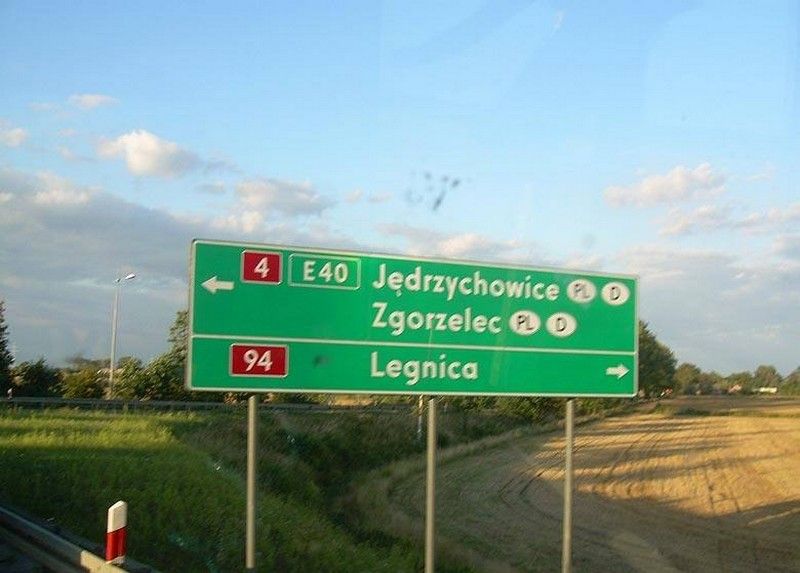 4 E40 Jędrzychowice PL D
Zgorzelec PL D
94 Legnica